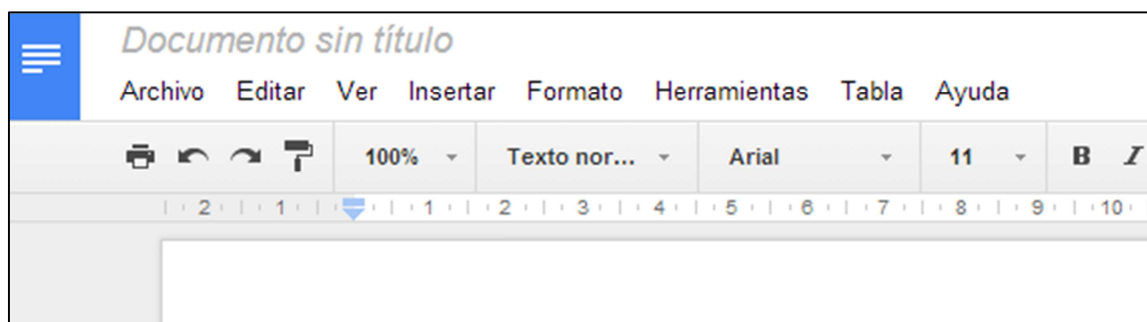 Documento sin título
Archivo Editar Ver Insertar Formato Herramientas Tabla Ayuda
100% Texto nor... Arial 11 B I
2 1 1 2 3 4 5 6 7 8 9 10